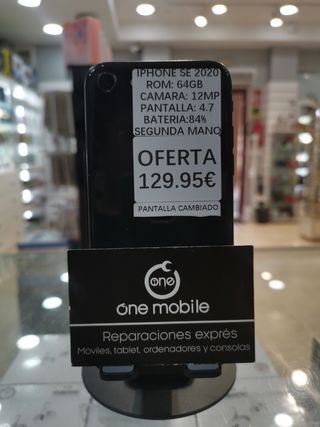 IPHONE SE 2020
ROM: 64GB
CAMARA: 12MP
PANTALLA: 4.7
BATERIA:84%
SEGUNDA MANO
OFERTA
129.95€
PANTALLA CAMBIADO
one
one mobile
Reparaciones exprés
Móviles, tablet, ordenadores y consolas